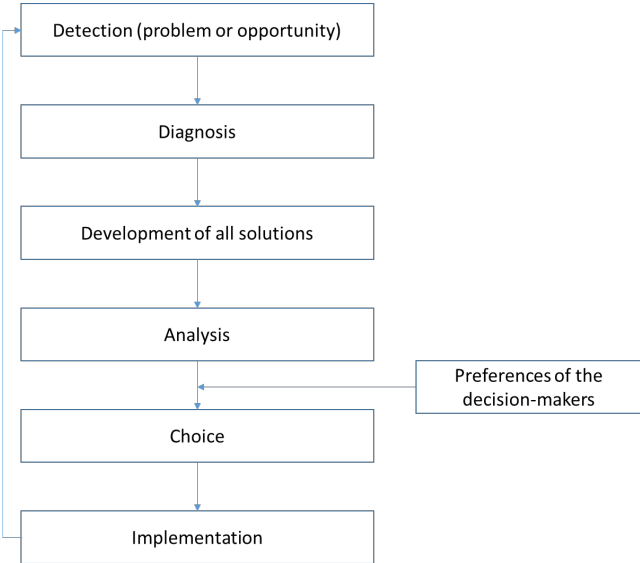 Detection (problem or opportunity)
Diagnosis
Development of all solutions
Analysis
Preferences of the
decision-makers
Choice
Implementation